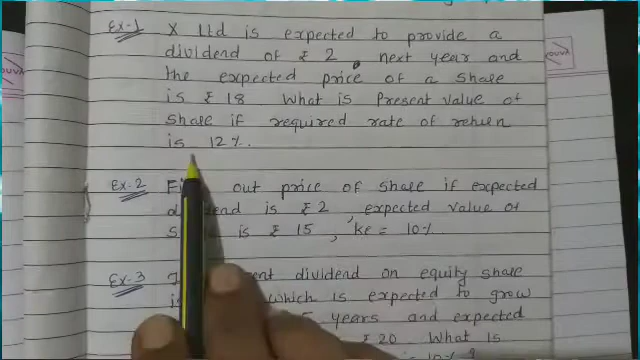 Ex-1 X Ltd is expected to provide a
dividend of ₹ 2, next year and
the expected price of a share
is ₹ 18 What is Present value of
share if required rate of return
is 12%.
Ex-2 out price of share if expected
is ₹ 2, expected value of
is ₹ 15, ke = 10%
Ex-3 dividend on equity share
which is expected to grow
years and expected
₹ 20 What is
is 10% ?